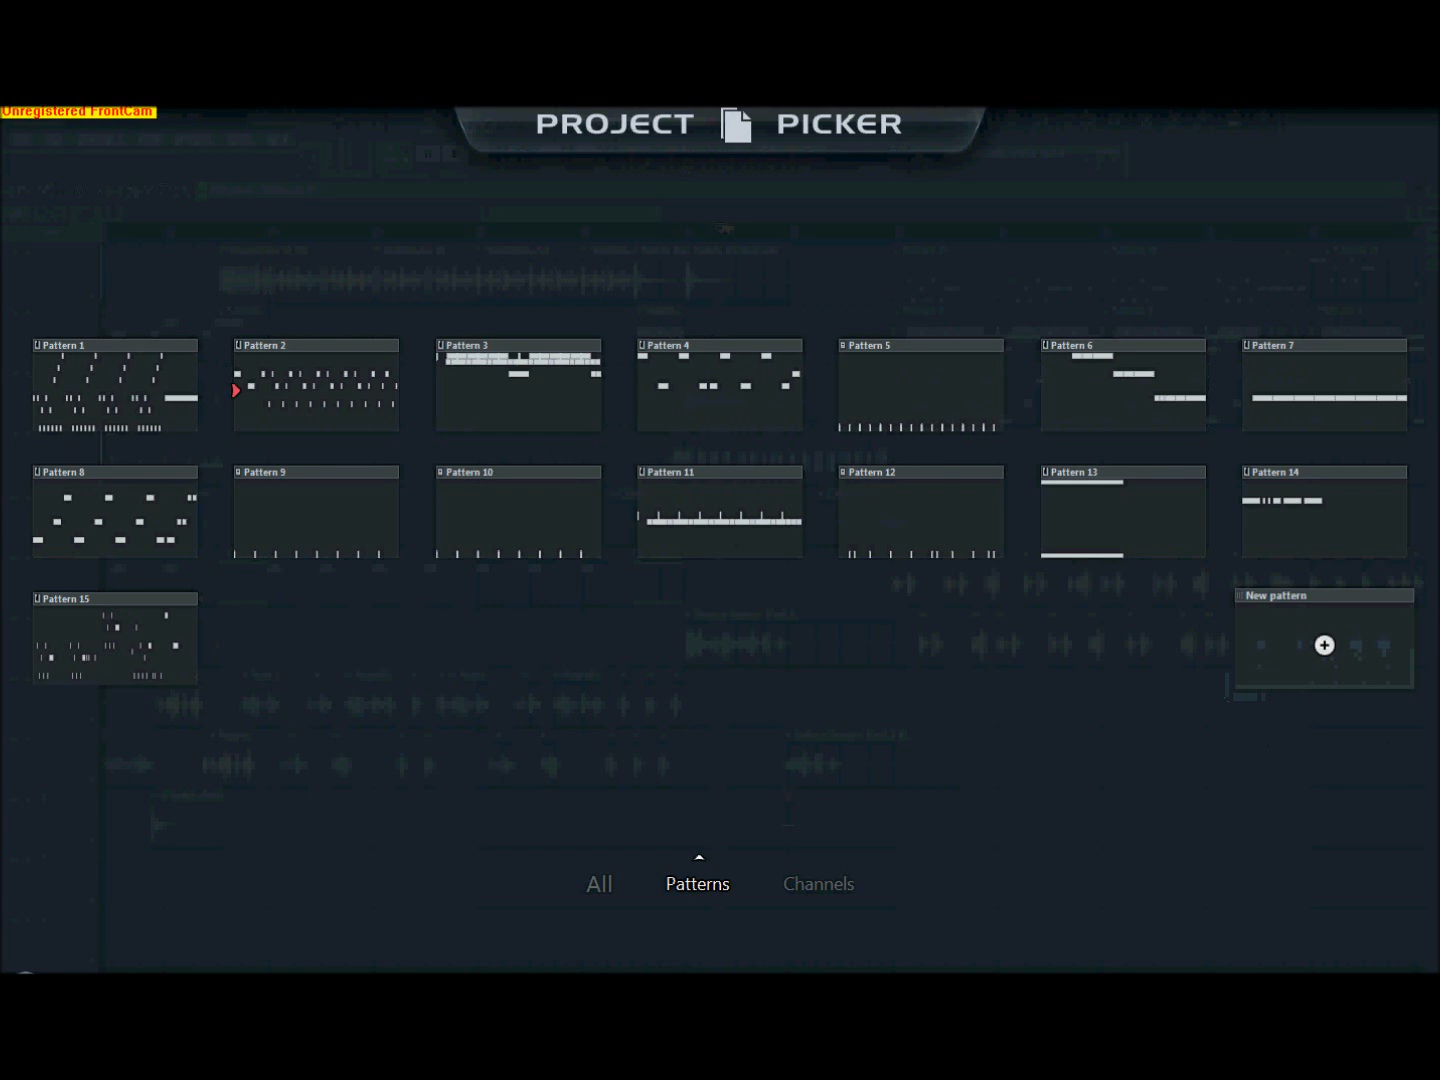 Unregistered FrontCam
PROJECT PICKER
Pattern 1
Pattern 2
Pattern 3
Pattern 4
Pattern 5
Pattern 6
Pattern 7
Pattern 8
Pattern 9
Pattern 10
Pattern 11
Pattern 12
Pattern 13
Pattern 14
Pattern 15
New pattern
All
Patterns
Channels